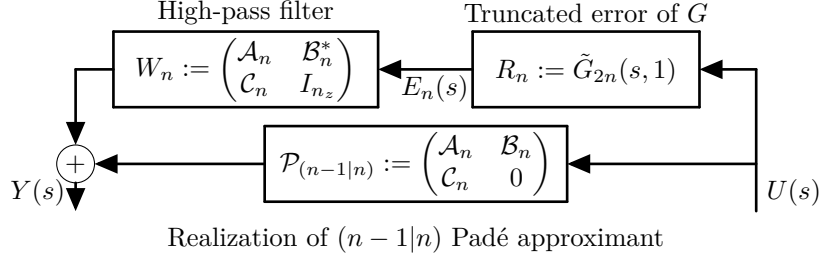 High-pass filter
Truncated error of G
W_n := (𝒜_n ℬ_n^*
𝒞_n I_{n_z})
E_n(s)
R_n := G̃_{2n}(s, 1)
+
𝒫_{(n−1|n)} := (𝒜_n ℬ_n
𝒞_n 0)
Y(s)
U(s)
Realization of (n − 1|n) Padé approximant